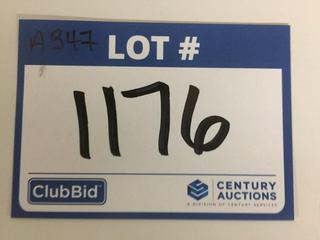 A347 LOT #
1176
ClubBid
CENTURY
AUCTIONS
A DIVISION OF CENTURY SERVICES